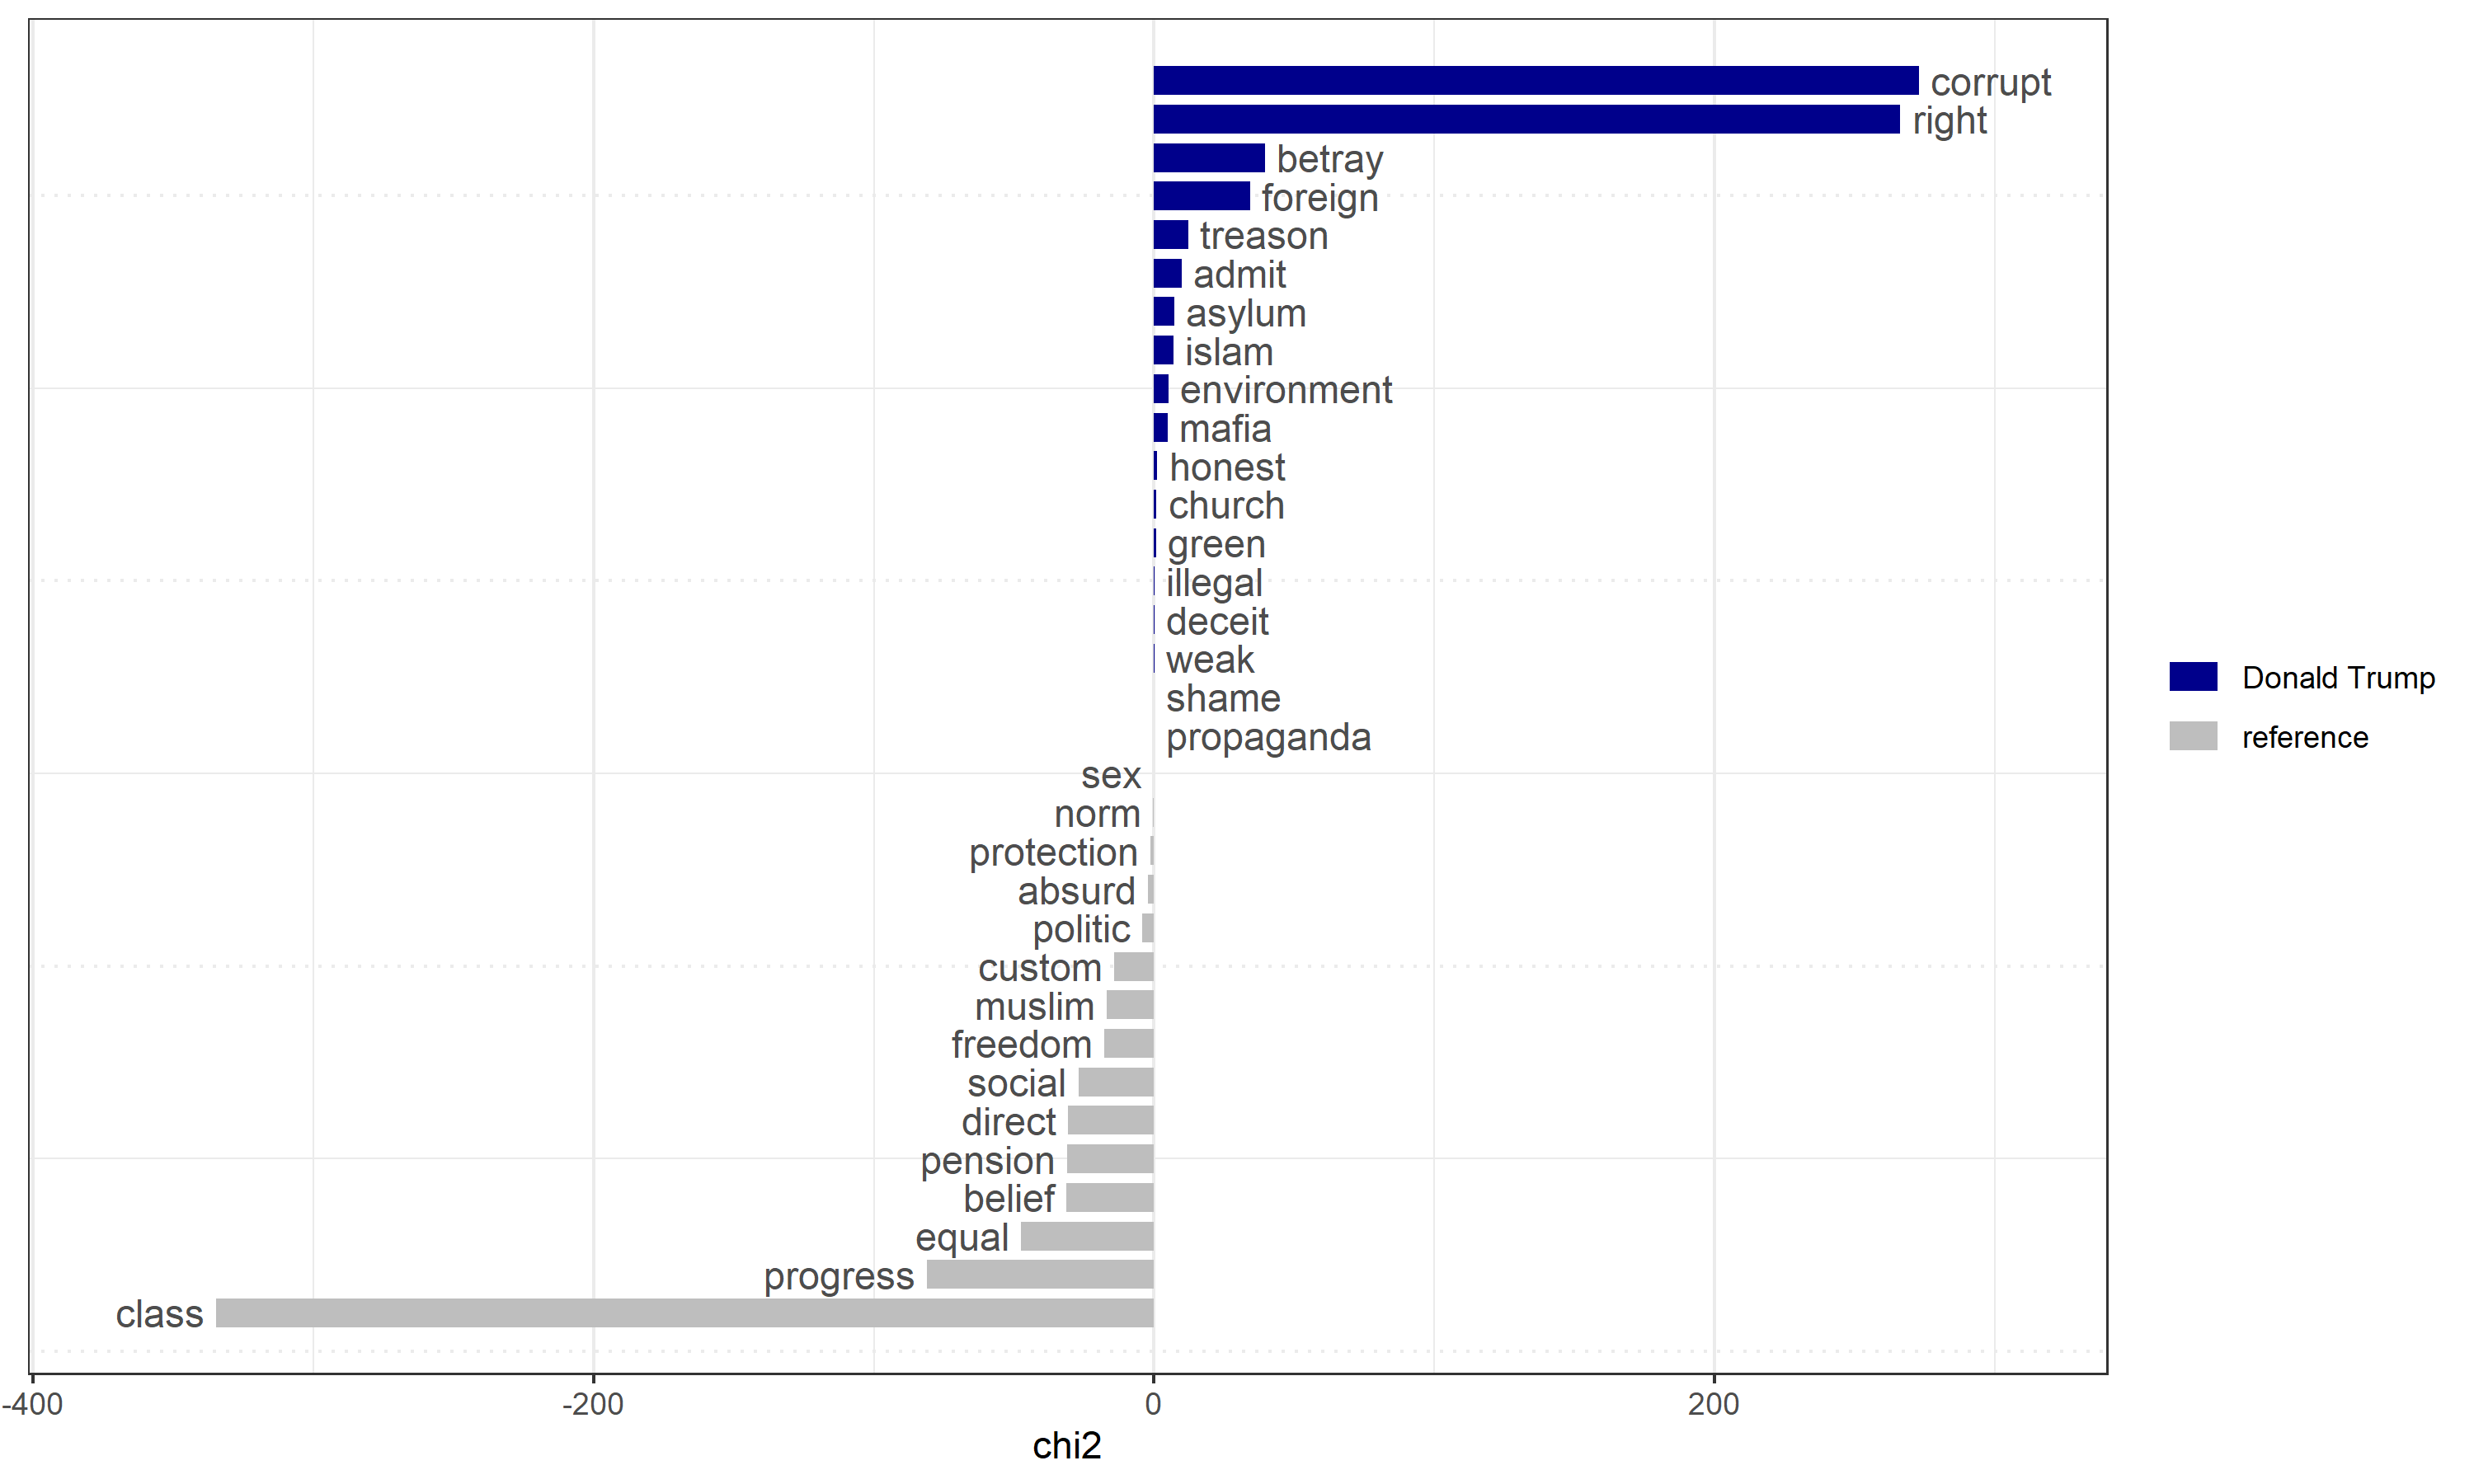 corrupt
right
betray
foreign
treason
admit
asylum
islam
environment
mafia
honest
church
green
illegal
deceit
weak
shame
propaganda
sex
norm
protection
absurd
politic
custom
muslim
freedom
social
direct
pension
belief
equal
progress
class
-400 -200 0 200
chi2
Donald Trump
reference